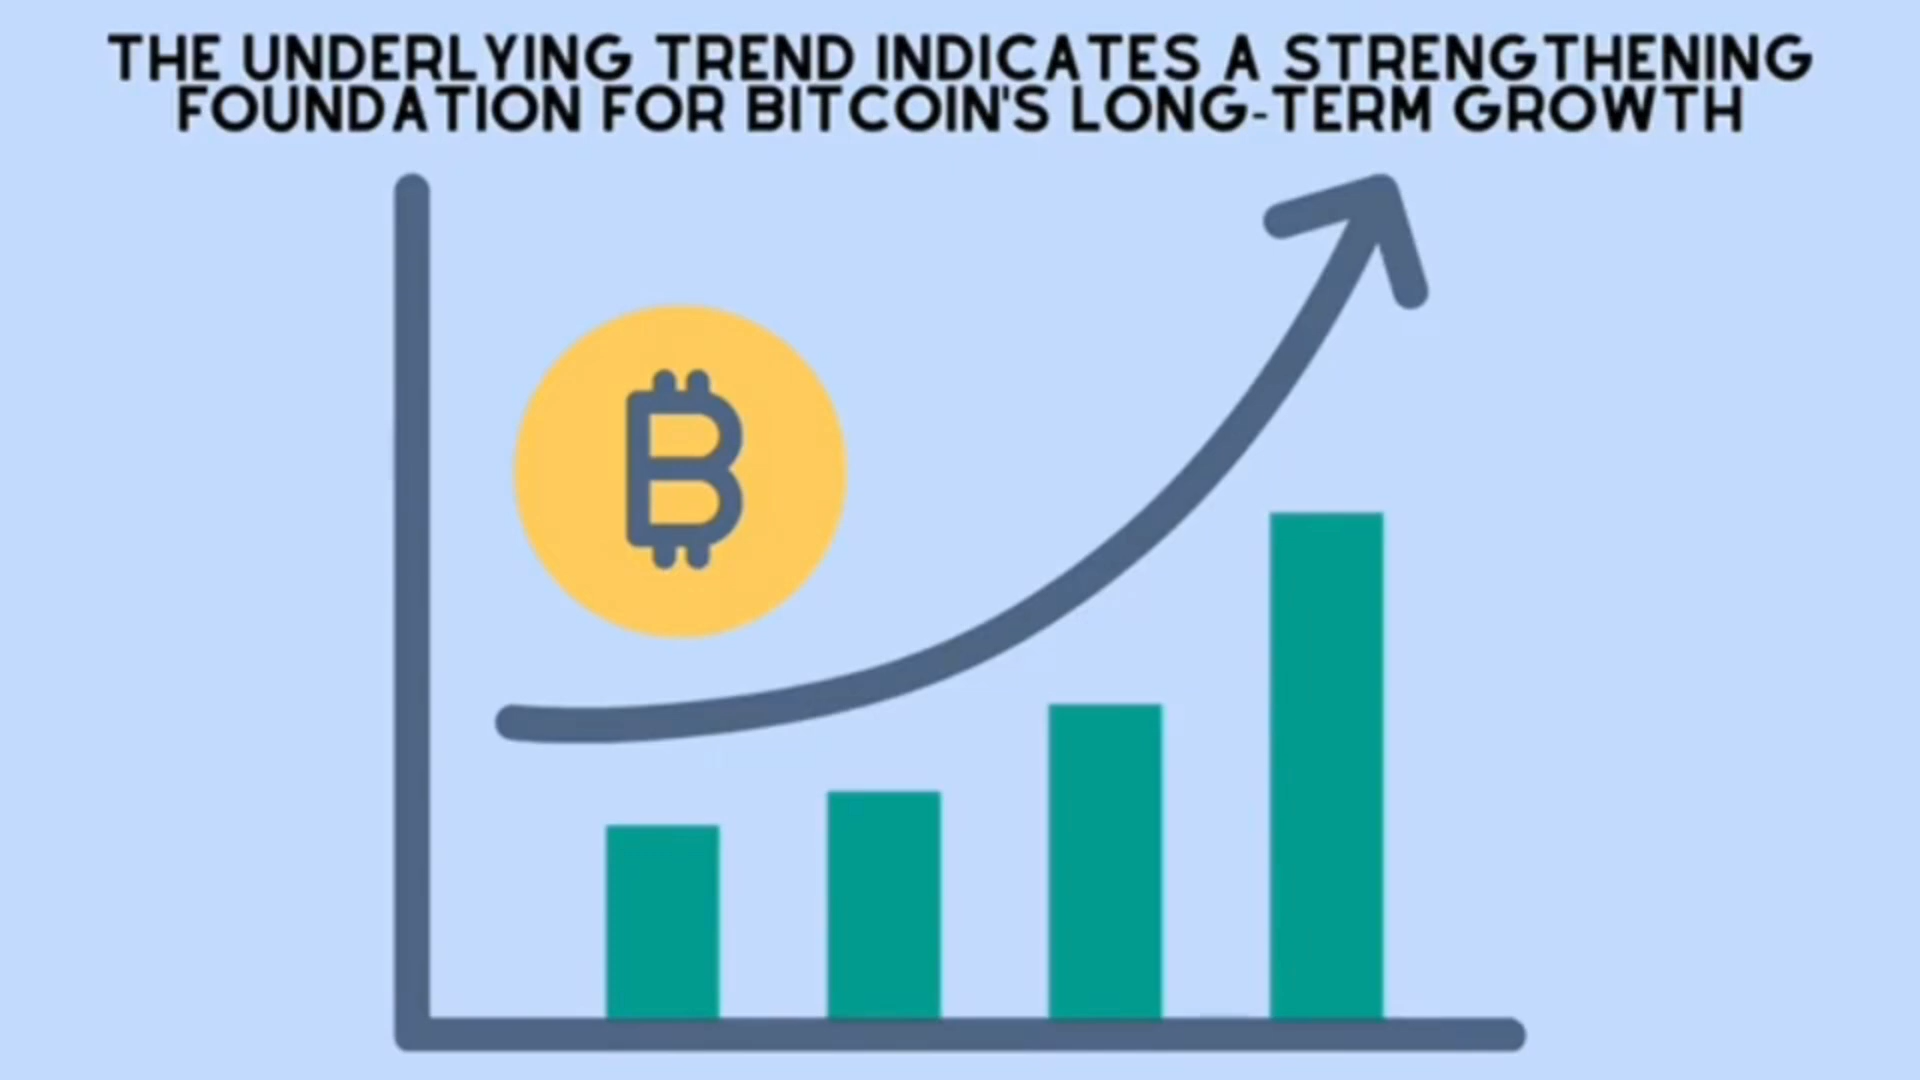 THE UNDERLYING TREND INDICATES A STRENGTHENING
FOUNDATION FOR BITCOIN'S LONG-TERM GROWTH